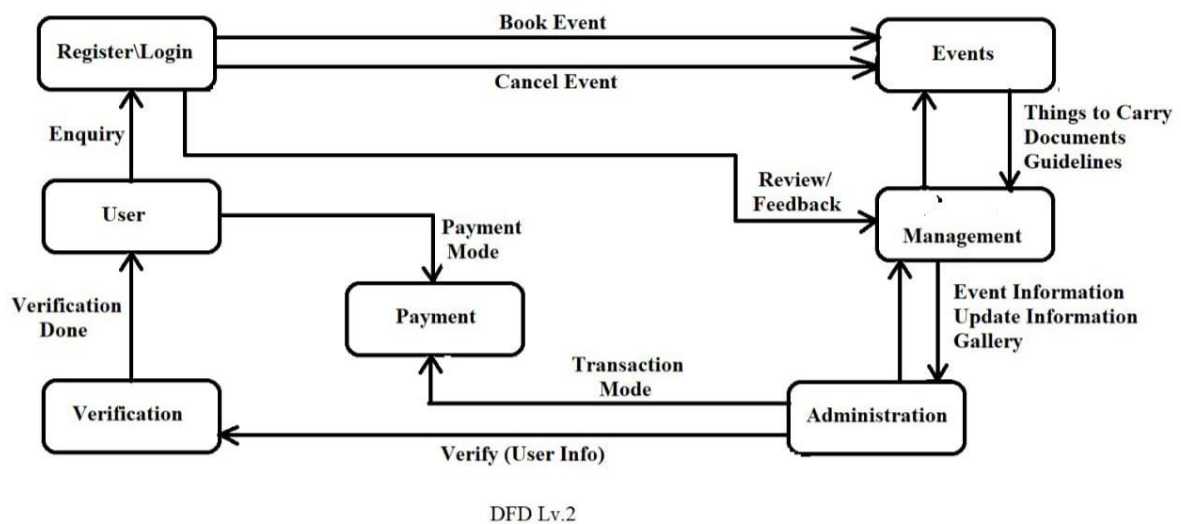 Book Event
Register\Login
Events
Cancel Event
Enquiry
Things to Carry
Documents
Guidelines
Review/
Feedback
User
Payment
Mode
Management
Verification
Done
Payment
Event Information
Update Information
Gallery
Transaction
Mode
Verification
Administration
Verify (User Info)
DFD Lv.2